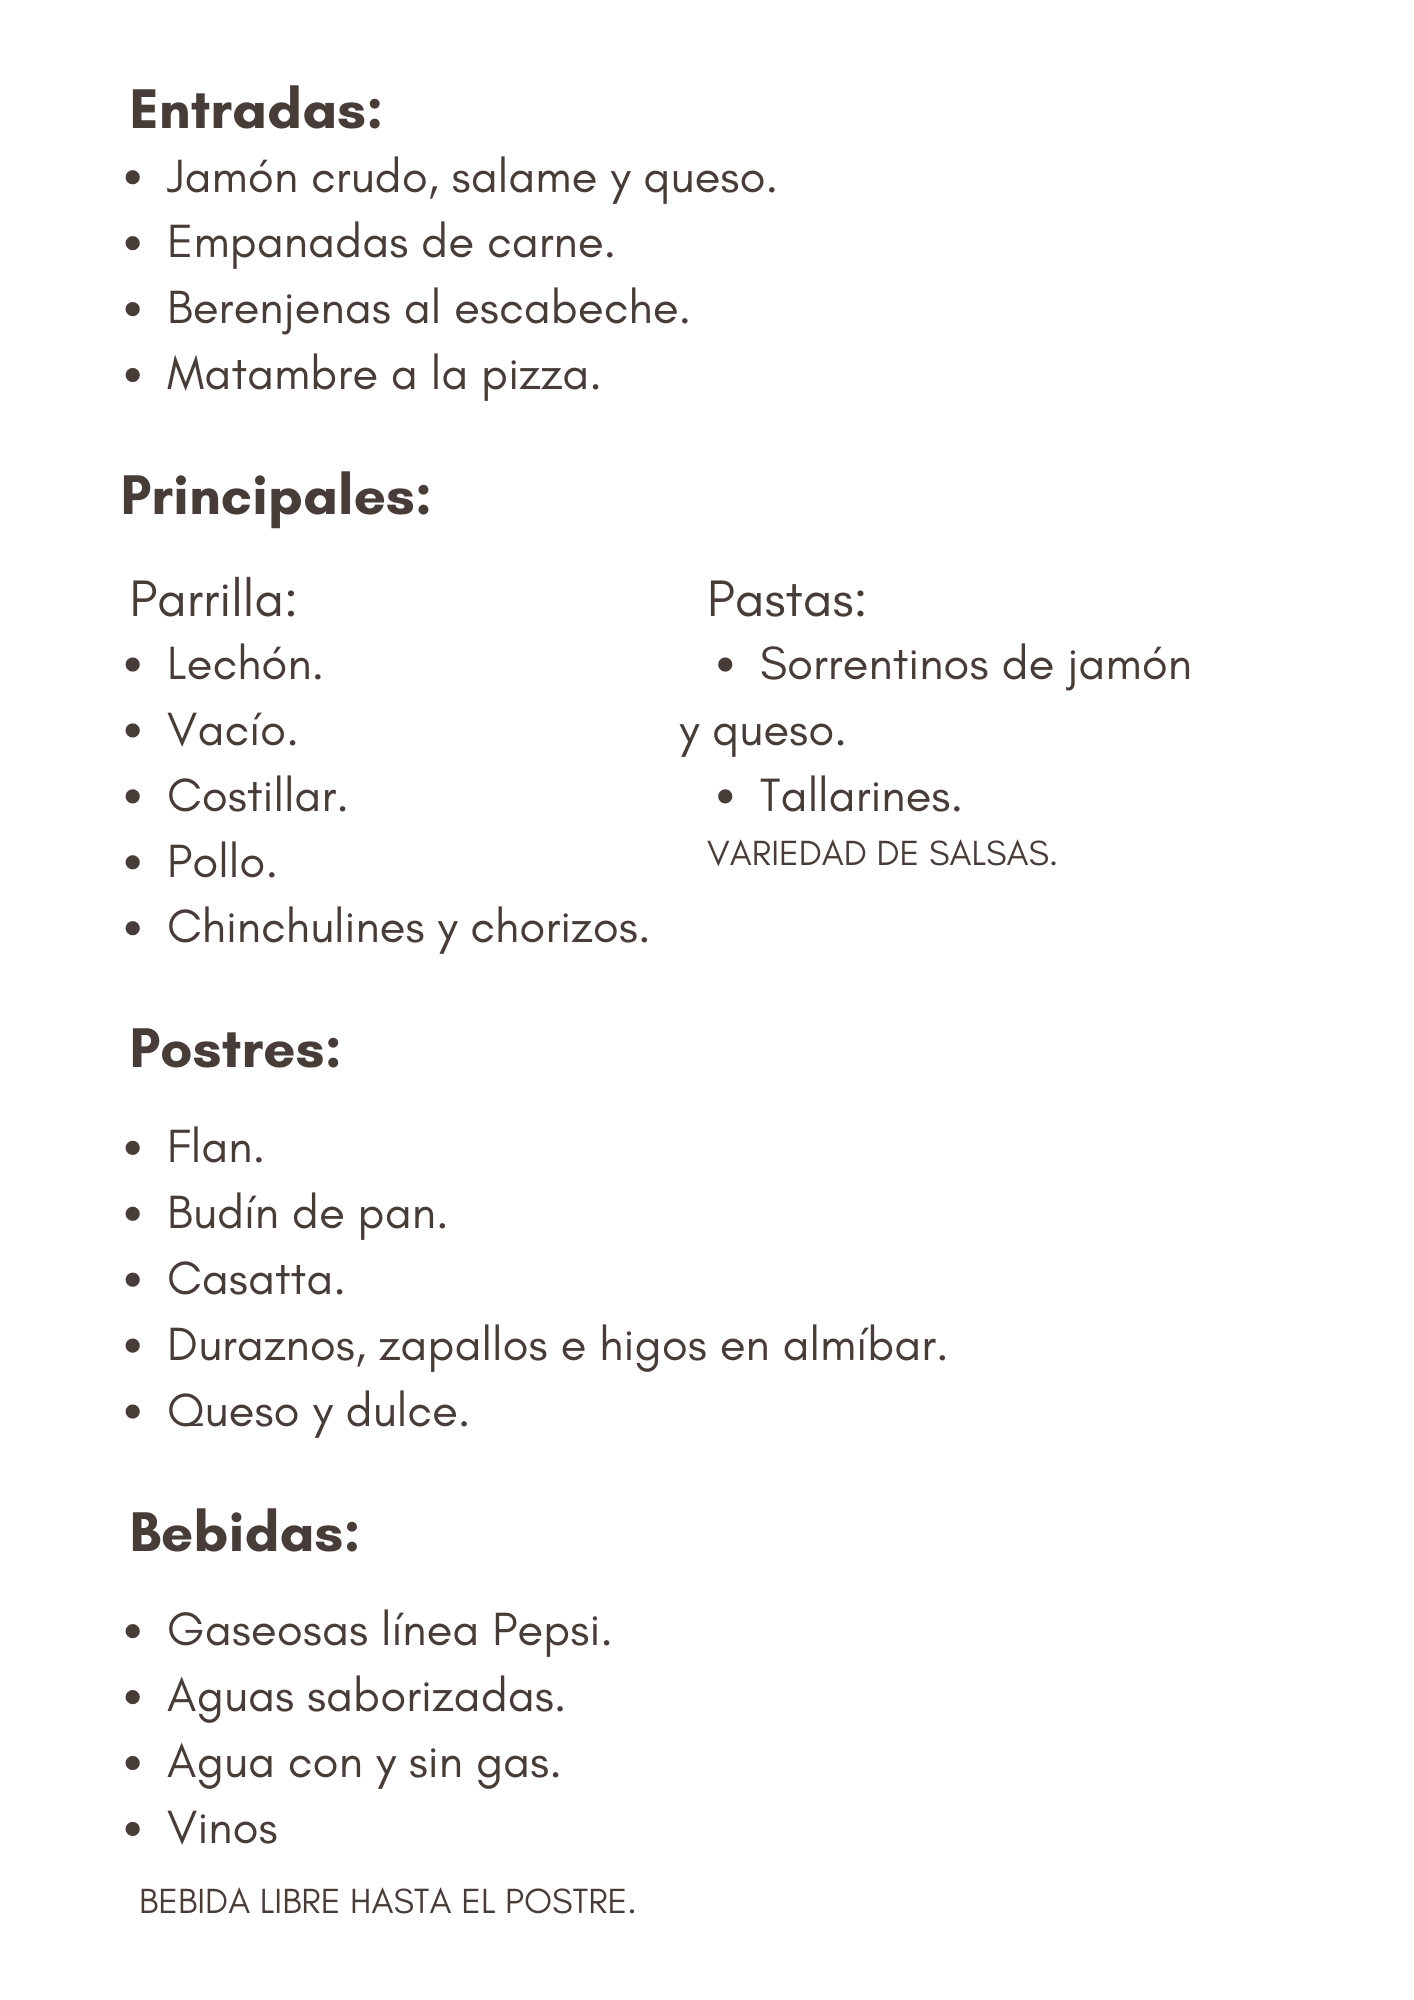 Entradas:
• Jamón crudo, salame y queso.
• Empanadas de carne.
• Berenjenas al escabeche.
• Matambre a la pizza.
Principales:
Parrilla:
• Lechón.
• Vacío.
• Costillar.
• Pollo.
• Chinchulines y chorizos.
Pastas:
• Sorrentinos de jamón
y queso.
• Tallarines.
VARIEDAD DE SALSAS.
Postres:
• Flan.
• Budín de pan.
• Casatta.
• Duraznos, zapallos e higos en almíbar.
• Queso y dulce.
Bebidas:
• Gaseosas línea Pepsi.
• Aguas saborizadas.
• Agua con y sin gas.
• Vinos
BEBIDA LIBRE HASTA EL POSTRE.